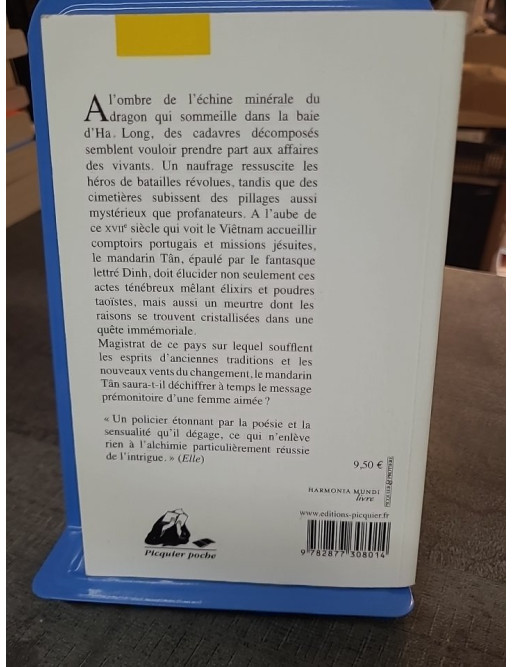 A l'ombre de l'échine minérale du
dragon qui sommeille dans la baie
d'Ha Long, des cadavres décomposés
semblent vouloir prendre part aux affaires
des vivants. Un naufrage ressuscite les
héros de batailles révolues, tandis que des
cimetières subissent des pillages aussi
mystérieux que profanateurs. A l'aube de
ce XVIIe siècle qui voit le Viêtnam accueillir
comptoirs portugais et missions jésuites,
le mandarin Tân, épaulé par le fantasque
lettré Dinh, doit élucider non seulement ces
actes ténébreux mêlant élixirs et poudres
taoïstes, mais aussi un meurtre dont les
raisons se trouvent cristallisées dans une
quête immémoriale.
Magistrat de ce pays sur lequel soufflent
les esprits d'anciennes traditions et les
nouveaux vents du changement, le mandarin
Tân saura-t-il déchiffrer à temps le message
prémonitoire d'une femme aimée ?
« Un policier étonnant par la poésie et la
sensualité qu'il dégage, ce qui n'enlève
rien à l'alchimie particulièrement réussie
de l'intrigue. » (Elle)
9,50 €
HARMONIA MUNDI
livre
www.editions-picquier.fr
9 782877 308014
Picquier poche